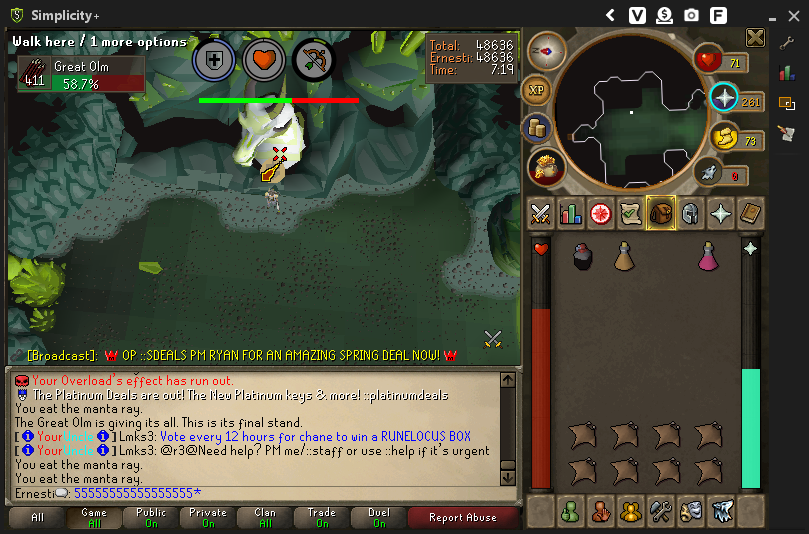 Simplicity+
V
F
Walk here / 1 more options
Great Olm
411
58.7%
Total: 48636
Ernesti: 48636
Time: 7:19
71
XP
261
73
0
[Broadcast]: OP ::SDEALS PM RYAN FOR AN AMAZING SPRING DEAL NOW!
Your Overload's effect has run out.
The Platinum Deals are out! The New Platinum keys & more! ::platinumdeals
You eat the manta ray.
The Great Olm is giving its all. This is its final stand.
Lmks3: Vote every 12 hours for chane to win a RUNELOCUS BOX
Lmks3: @r3@Need help? PM me/::staff or use ::help if it's urgent
You eat the manta ray.
You eat the manta ray.
Ernesti: 55555555555555555*
All
Game
All
Public
On
Private
On
Clan
All
Trade
On
Duel
On
Report Abuse